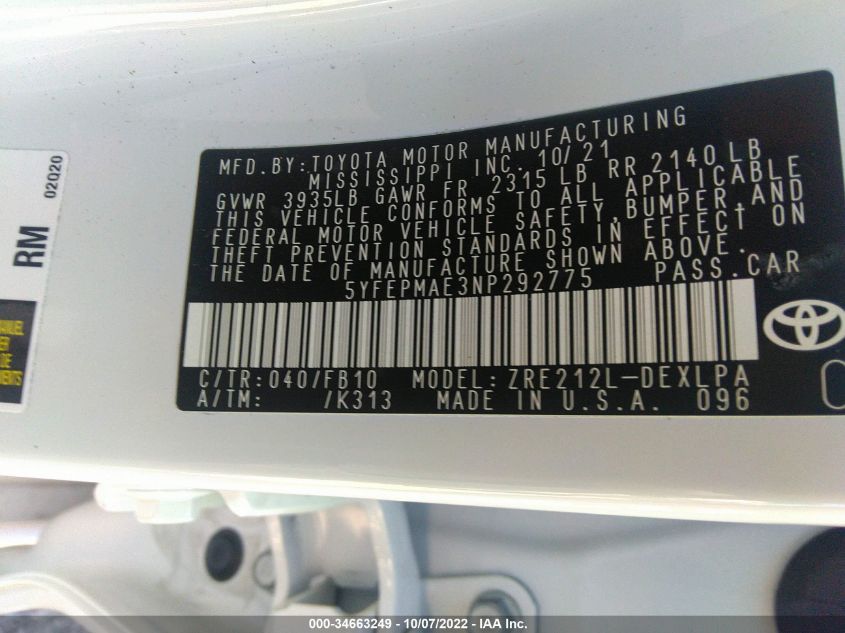 02020
RM
MANUEL
DE
MFD.BY:TOYOTA MOTOR MANUFACTURING
MISSISSIPPI INC. 10/21
GVWR 3935LB GAWR FR 2315 LB RR 2140 LB
THIS VEHICLE CONFORMS TO ALL APPLICABLE
FEDERAL MOTOR VEHICLE SAFETY,BUMPER,AND
THEFT PREVENTION STANDARDS IN EFFECT ON
THE DATE OF MANUFACTURE SHOWN ABOVE.
5YFEPMAE3NP292775 PASS.CAR
C/TR:040/FB10 MODEL:ZRE212L-DEXLPA
A/TM: /K313 MADE IN U.S.A. 096
000-34663249 - 10/07/2022 - IAA Inc.